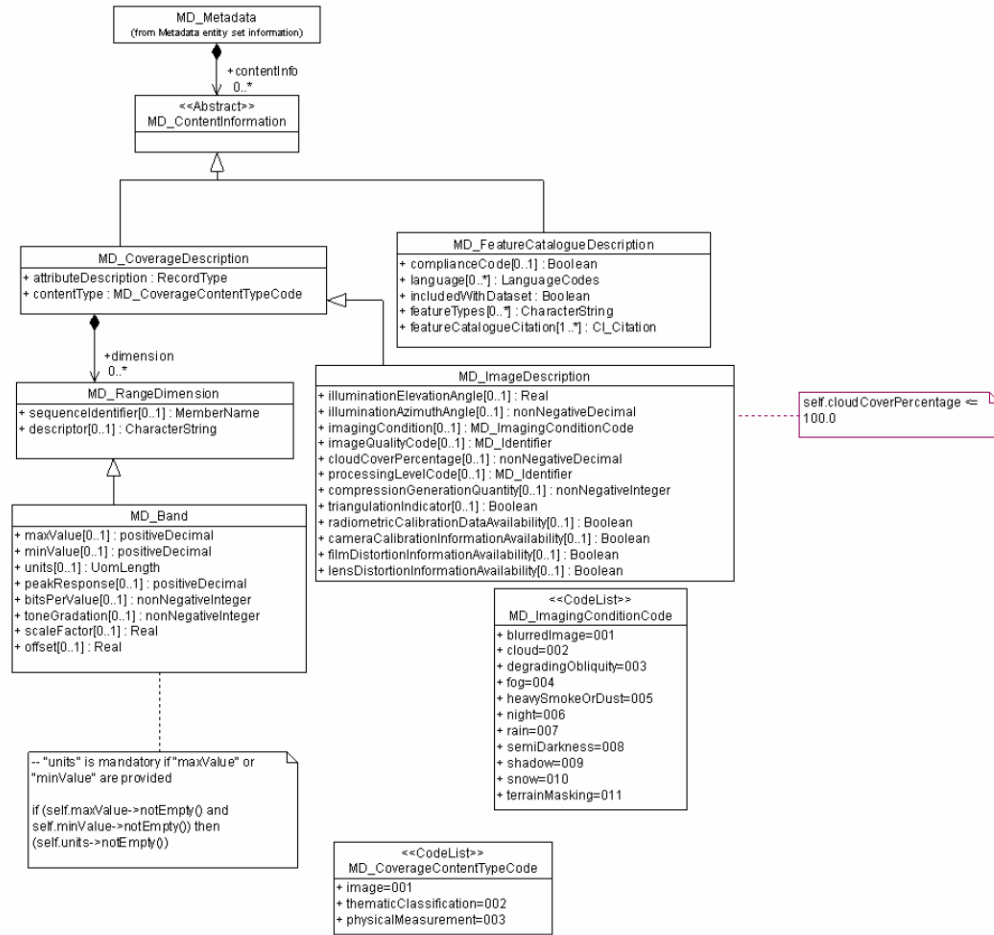 MD_Metadata
(from Metadata entity set information)
+contentInfo
0..*
<<Abstract>>
MD_ContentInformation
MD_CoverageDescription
+ attributeDescription : RecordType
+ contentType : MD_CoverageContentTypeCode
MD_FeatureCatalogueDescription
+ complianceCode[0..1] : Boolean
+ language[0..*] : LanguageCodes
+ includedWithDataset : Boolean
+ featureTypes[0..*] : CharacterString
+ featureCatalogueCitation[1..*] : CI_Citation
+dimension
0..*
MD_RangeDimension
+ sequenceIdentifier[0..1] : MemberName
+ descriptor[0..1] : CharacterString
MD_ImageDescription
+ illuminationElevationAngle[0..1] : Real
+ illuminationAzimuthAngle[0..1] : nonNegativeDecimal
+ imagingCondition[0..1] : MD_ImagingConditionCode
+ imageQualityCode[0..1] : MD_Identifier
+ cloudCoverPercentage[0..1] : nonNegativeDecimal
+ processingLevelCode[0..1] : MD_Identifier
+ compressionGenerationQuantity[0..1] : nonNegativeInteger
+ triangulationIndicator[0..1] : Boolean
+ radiometricCalibrationDataAvailability[0..1] : Boolean
+ cameraCalibrationInformationAvailability[0..1] : Boolean
+ filmDistortionInformationAvailability[0..1] : Boolean
+ lensDistortionInformationAvailability[0..1] : Boolean
self.cloudCoverPercentage <=
100.0
MD_Band
+ maxValue[0..1] : positiveDecimal
+ minValue[0..1] : positiveDecimal
+ units[0..1] : UomLength
+ peakResponse[0..1] : positiveDecimal
+ bitsPerValue[0..1] : nonNegativeInteger
+ toneGradation[0..1] : nonNegativeInteger
+ scaleFactor[0..1] : Real
+ offset[0..1] : Real
<<CodeList>>
MD_ImagingConditionCode
+ blurredImage=001
+ cloud=002
+ degradingObliquity=003
+ fog=004
+ heavySmokeOrDust=005
+ night=006
+ rain=007
+ semiDarkness=008
+ shadow=009
+ snow=010
+ terrainMasking=011
-- "units" is mandatory if "maxValue" or
"minValue" are provided
if (self.maxValue->notEmpty() and
self.minValue->notEmpty()) then
(self.units->notEmpty())
<<CodeList>>
MD_CoverageContentTypeCode
+ image=001
+ thematicClassification=002
+ physicalMeasurement=003